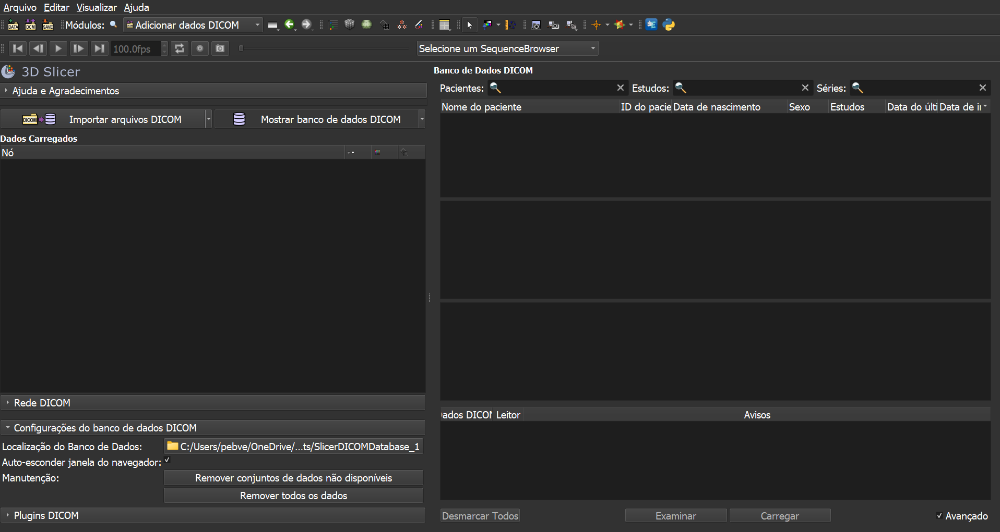 Arquivo Editar Visualizar Ajuda
DATA DCM SAVE Módulos: Adicionar dados DICOM
100.0fps Selecione um SequenceBrowser
3D Slicer
Ajuda e Agradecimentos
DICOM Importar arquivos DICOM Mostrar banco de dados DICOM
Dados Carregados
Nó
Rede DICOM
Configurações do banco de dados DICOM
Localização do Banco de Dados: C:/Users/pebve/OneDrive/...ts/SlicerDICOMDatabase_1
Auto-esconder janela do navegador:
Manutenção: Remover conjuntos de dados não disponíveis
Remover todos os dados
Plugins DICOM
Banco de Dados DICOM
Pacientes: Estudos: Séries:
Nome do paciente ID do pacie Data de nascimento Sexo Estudos Data do últi Data de i
ados DICO Leitor Avisos
Desmarcar Todos Examinar Carregar Avançado